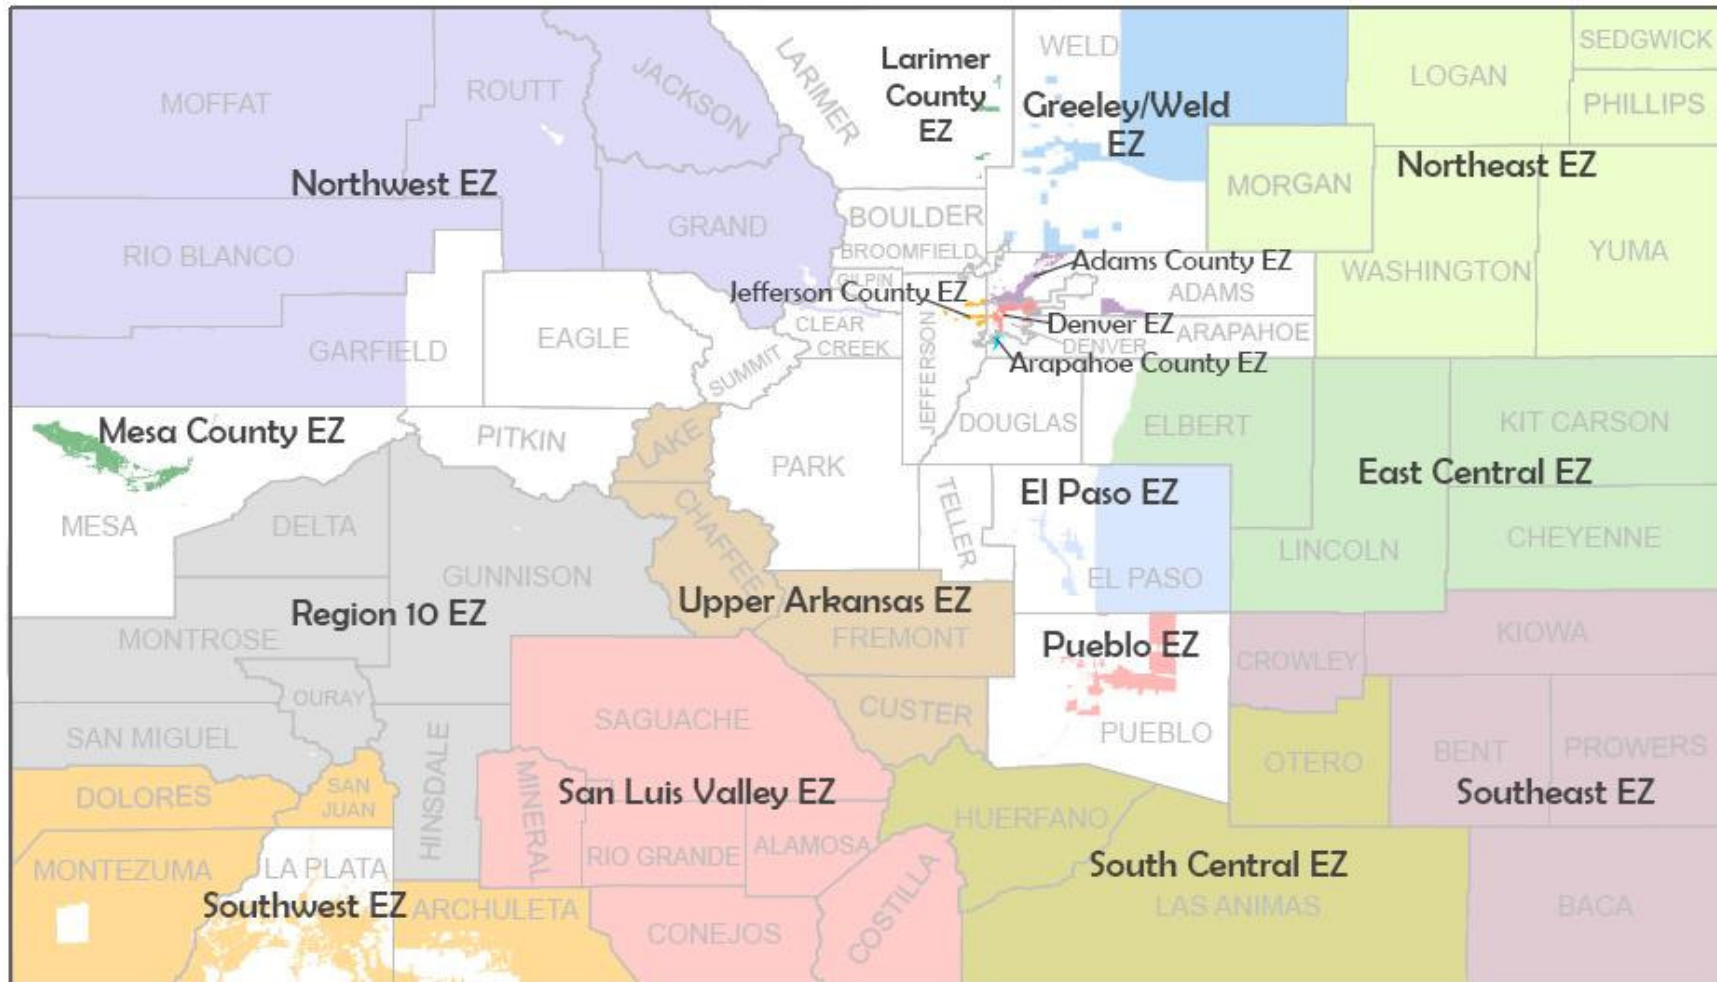 MOFFAT
ROUTT
JACKSON
LARIMER
Larimer
County
EZ
WELD
Greeley/Weld
EZ
LOGAN
SEDGWICK
PHILLIPS
Northwest EZ
Northeast EZ
MORGAN
RIO BLANCO
GRAND
BOULDER
BROOMFIELD
GILPIN
WASHINGTON
YUMA
Adams County EZ
ADAMS
Jefferson County EZ
CLEAR
CREEK
Denver EZ
DENVER
ARAPAHOE
Arapahoe County EZ
GARFIELD
EAGLE
SUMMIT
JEFFERSON
DOUGLAS
ELBERT
KIT CARSON
Mesa County EZ
PITKIN
LAKE
PARK
East Central EZ
MESA
DELTA
GUNNISON
CHAFFEE
TELLER
El Paso EZ
EL PASO
LINCOLN
CHEYENNE
Region 10 EZ
Upper Arkansas EZ
MONTROSE
FREMONT
Pueblo EZ
CROWLEY
KIOWA
OURAY
SAN MIGUEL
HINSDALE
SAGUACHE
CUSTER
PUEBLO
OTERO
BENT
PROWERS
DOLORES
SAN
JUAN
MINERAL
San Luis Valley EZ
Southeast EZ
HUERFANO
MONTEZUMA
LA PLATA
RIO GRANDE
ALAMOSA
South Central EZ
Southwest EZ
ARCHULETA
CONEJOS
COSTILLA
LAS ANIMAS
BACA